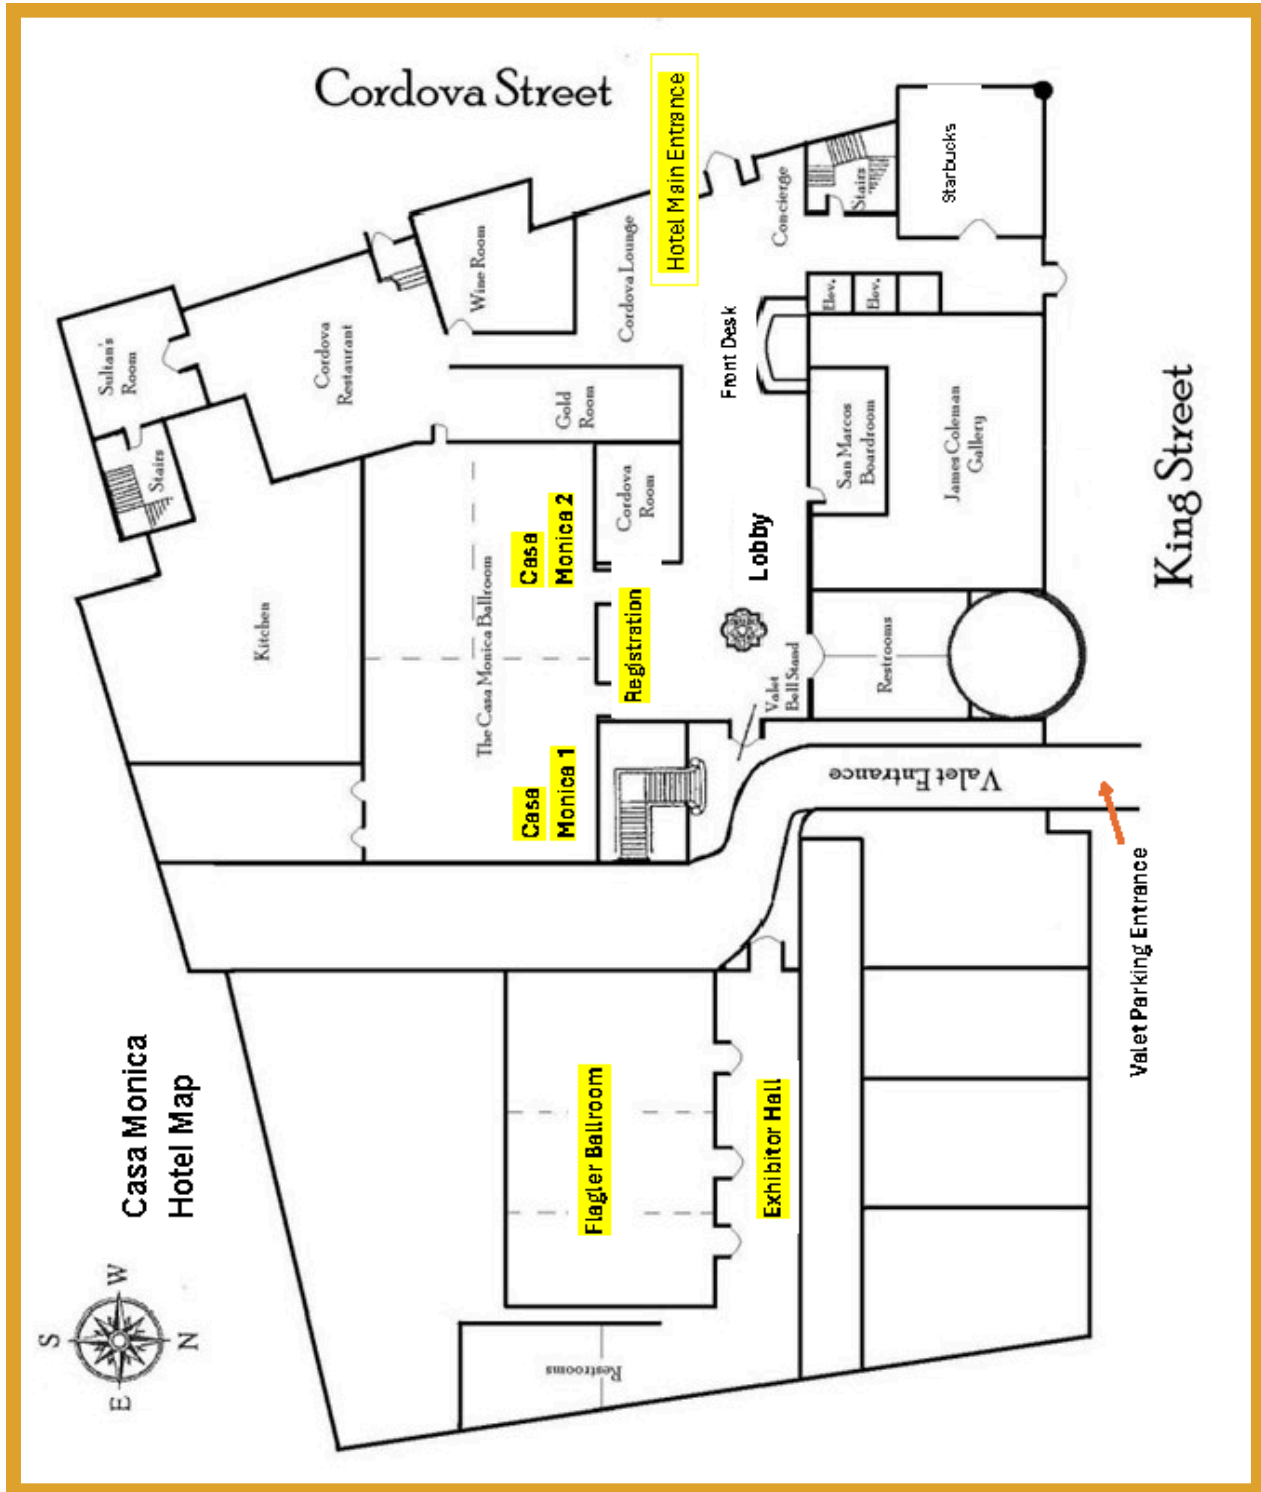 Cordova Street
Hotel Main Entrance
Starbucks
Stairs
Concierge
Wine Room
Cordova Lounge
Elev.
Elev.
Front Desk
Sultan's
Room
Cordova
Restaurant
Gold
Room
San Marcos
Boardroom
James Coleman
Gallery
King Street
Stairs
Cordova
Room
Casa
Monica 2
Lobby
Kitchen
The Casa Monica Ballroom
Registration
Valet
Bell Stand
Restrooms
Casa
Monica 1
Valet Entrance
Valet Parking Entrance
Casa Monica
Hotel Map
Flagler Ballroom
Exhibitor Hall
Restrooms
S
W
E
N